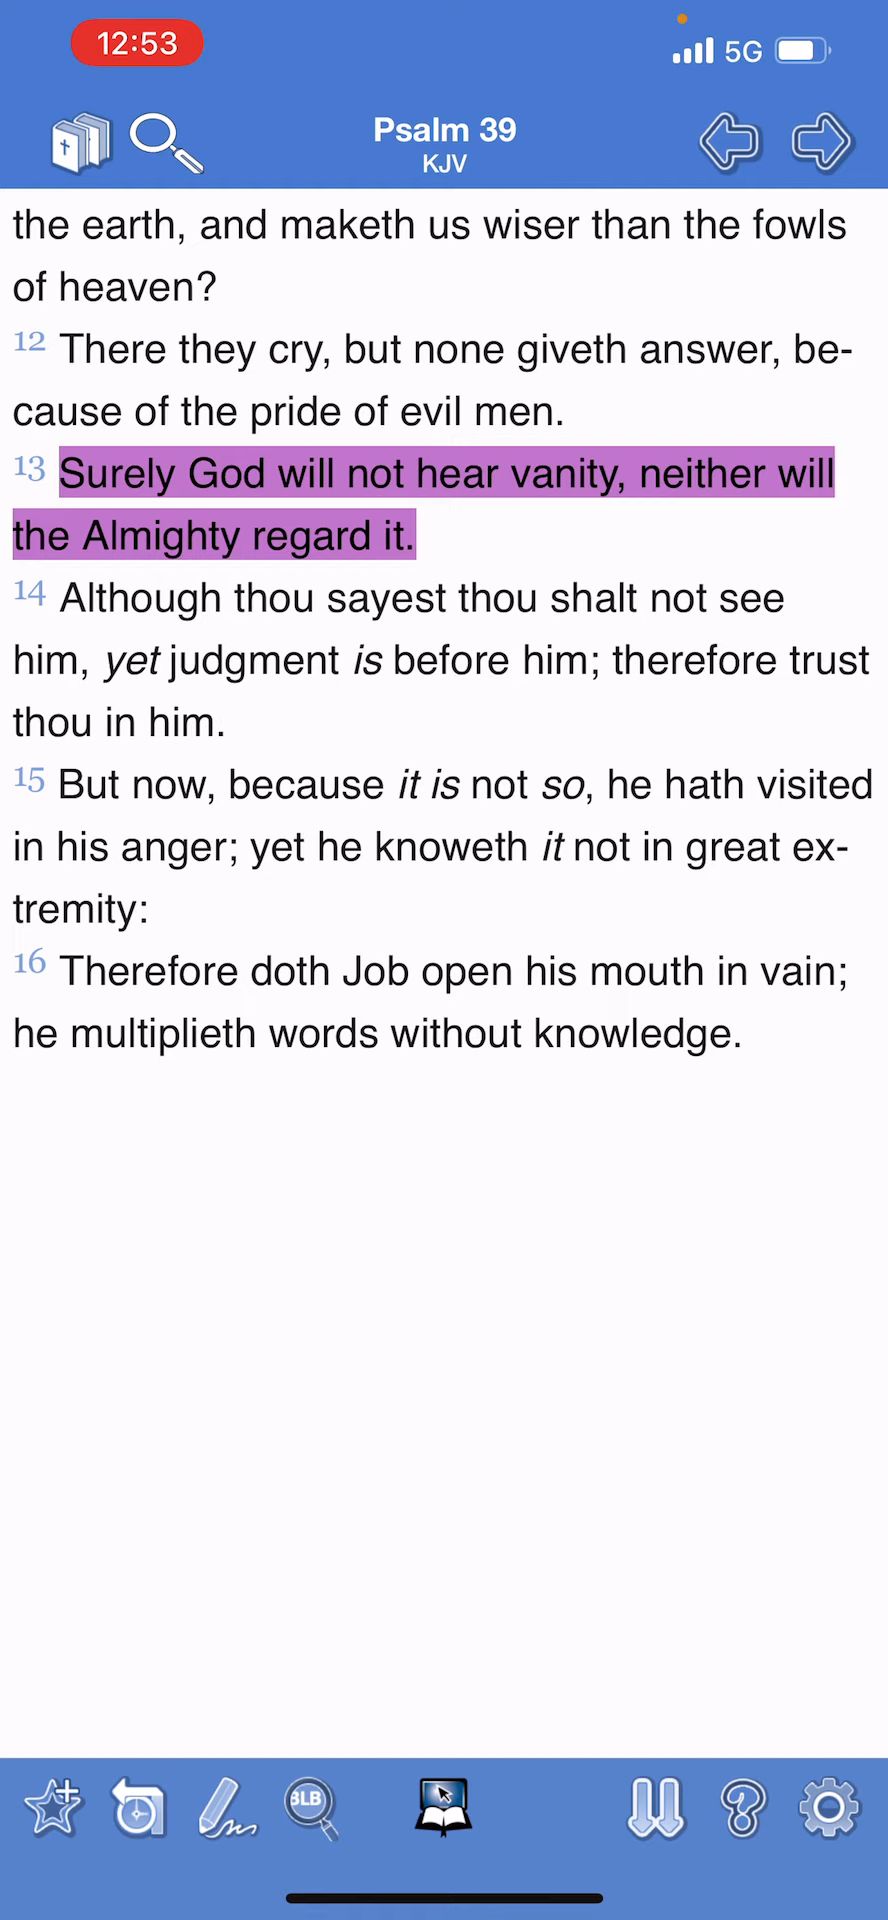 12:53
5G
Psalm 39
KJV
the earth, and maketh us wiser than the fowls
of heaven?
12 There they cry, but none giveth answer, be-
cause of the pride of evil men.
13 Surely God will not hear vanity, neither will
the Almighty regard it.
14 Although thou sayest thou shalt not see
him, yet judgment is before him; therefore trust
thou in him.
15 But now, because it is not so, he hath visited
in his anger; yet he knoweth it not in great ex-
tremity:
16 Therefore doth Job open his mouth in vain;
he multiplieth words without knowledge.
BLB